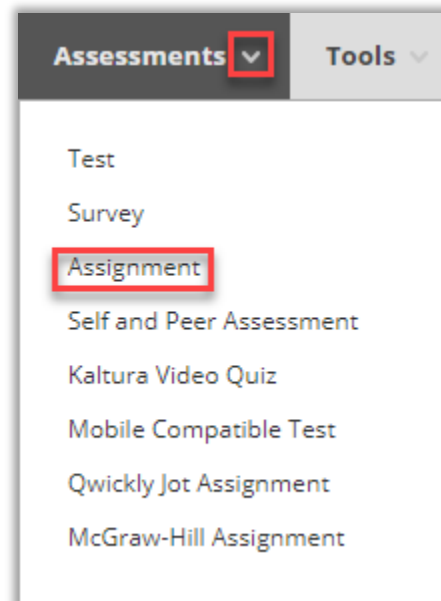 Assessments Tools
Test
Survey
Assignment
Self and Peer Assessment
Kaltura Video Quiz
Mobile Compatible Test
Qwickly Jot Assignment
McGraw-Hill Assignment